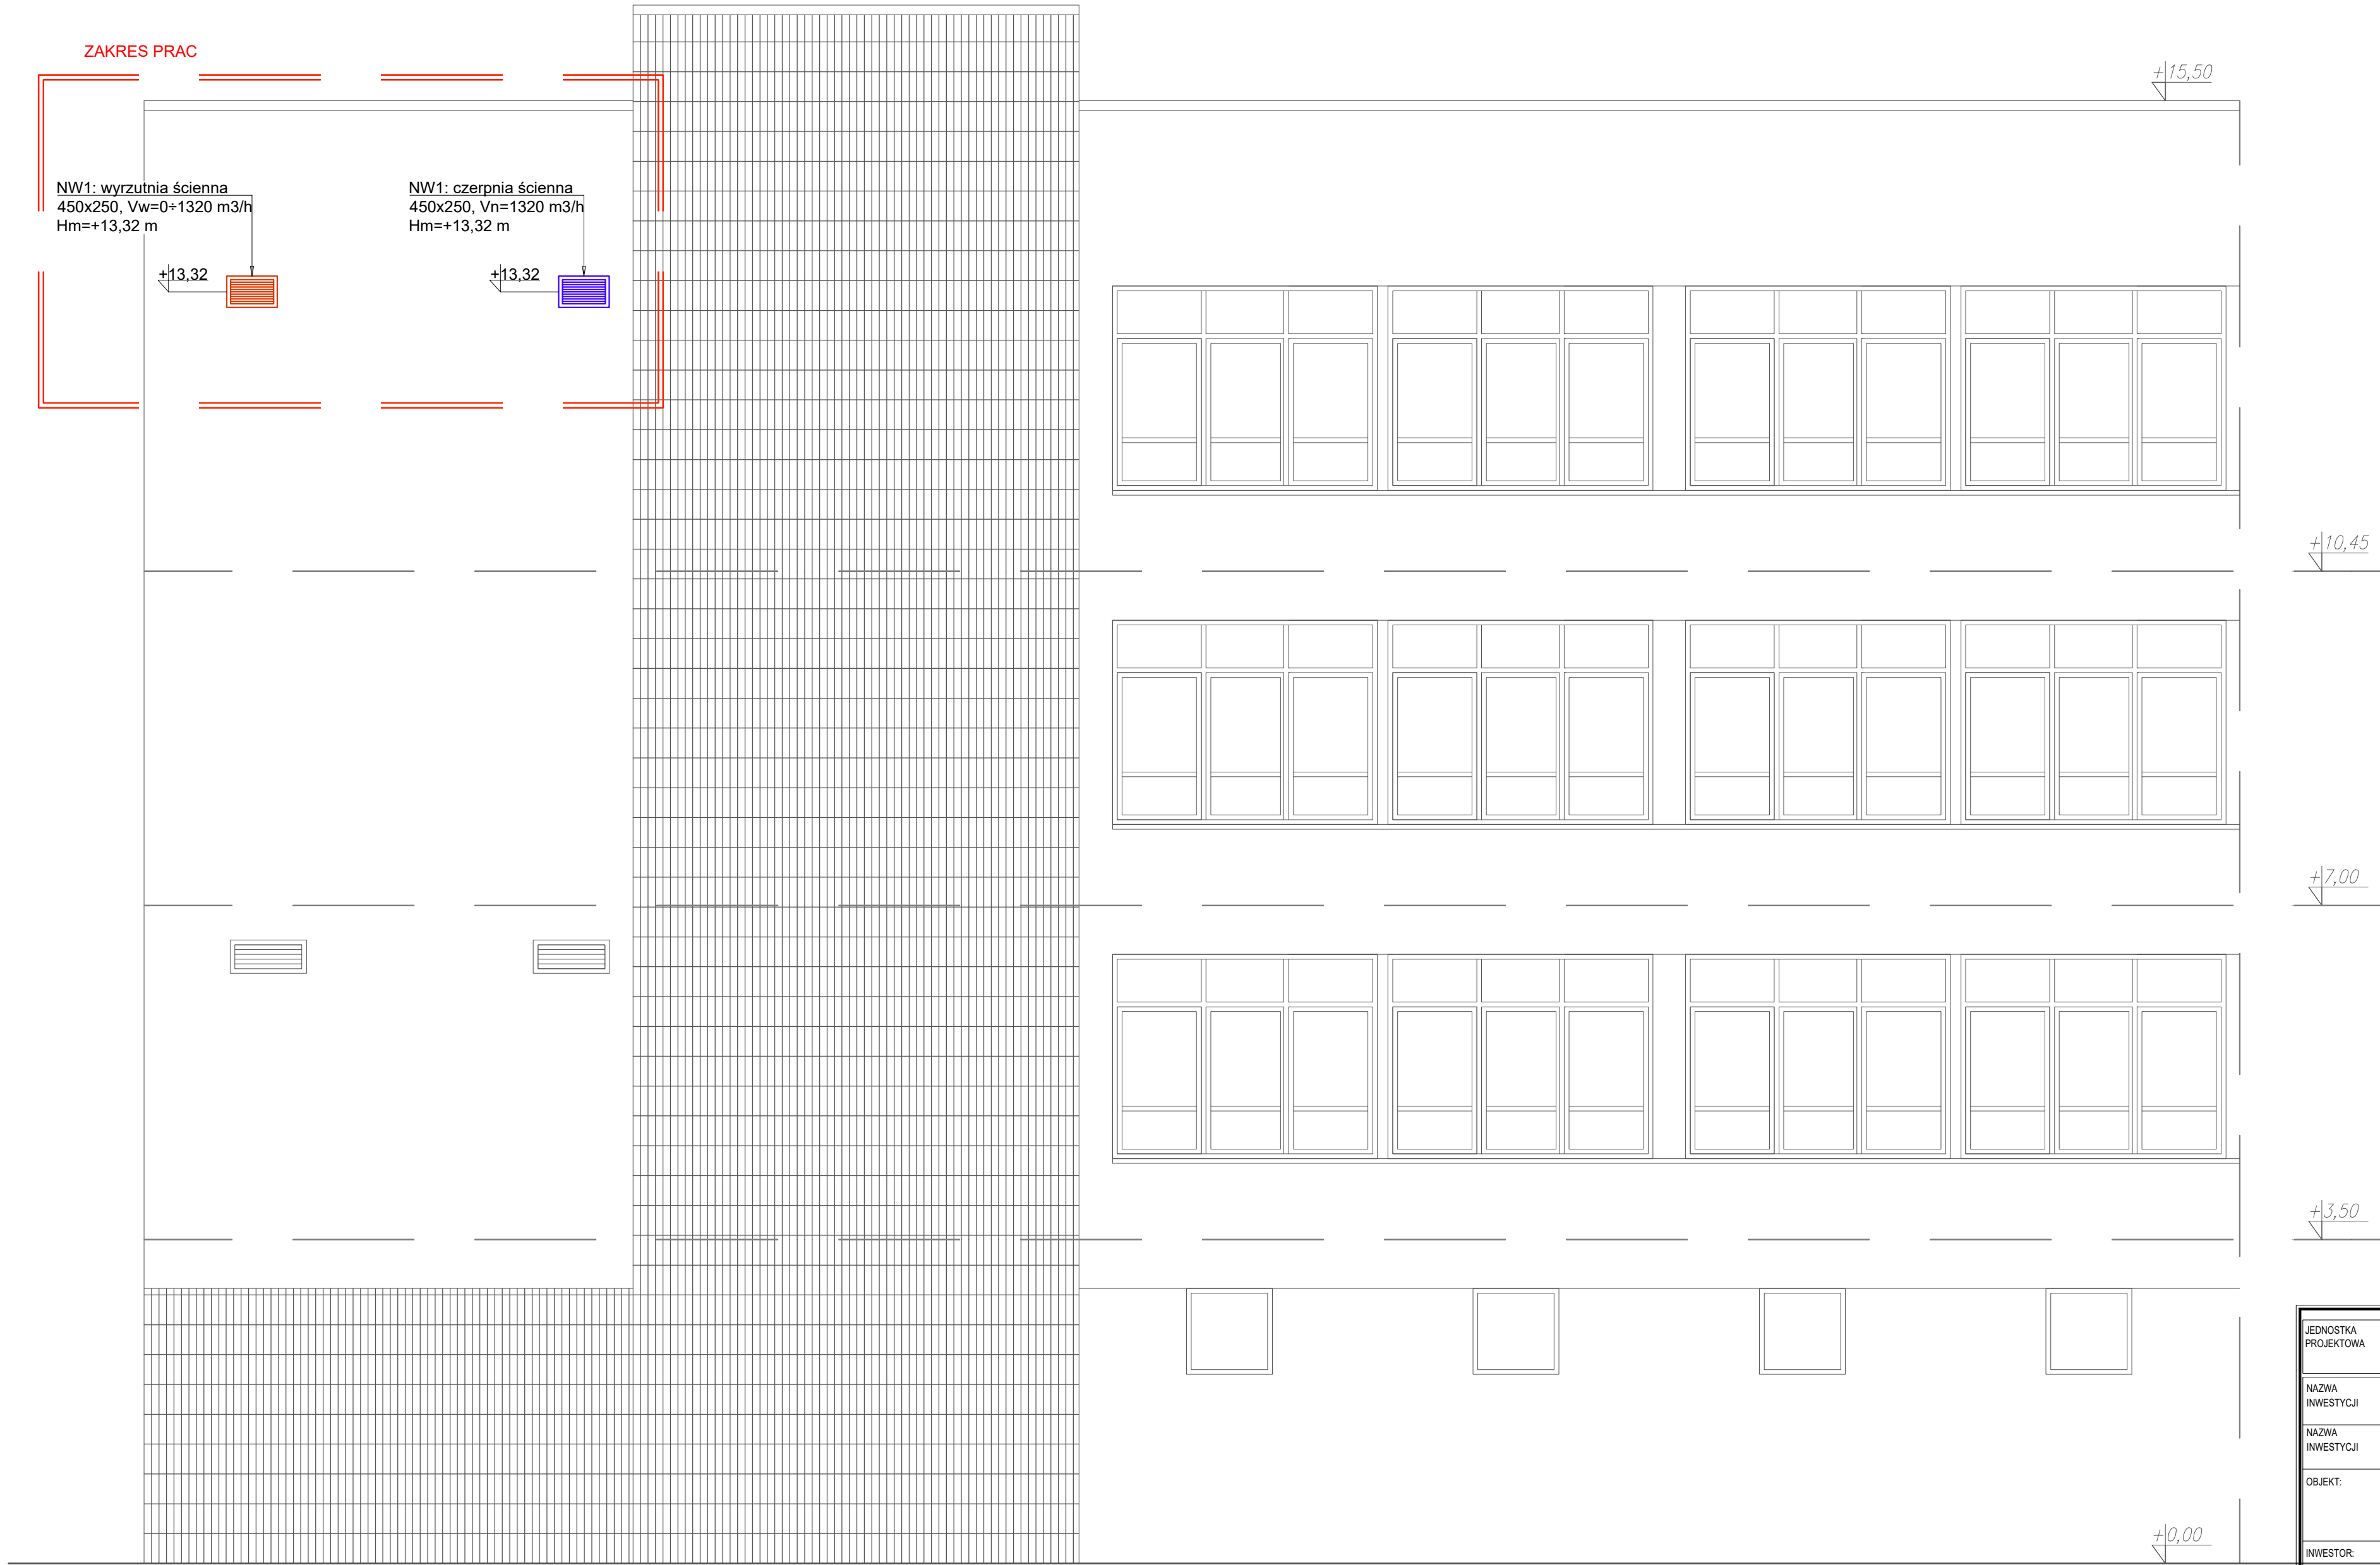 ZAKRES PRAC
+15,50
NW1: wyrzutnia ścienna
450x250, Vw=0÷1320 m3/h
Hm=+13,32 m
NW1: czerpnia ścienna
450x250, Vn=1320 m3/h
Hm=+13,32 m
+13,32
+13,32
+10,45
+7,00
+3,50
JEDNOSTKA
PROJEKTOWA
NAZWA
INWESTYCJI
NAZWA
INWESTYCJI
OBJEKT:
+0,00
INWESTOR: